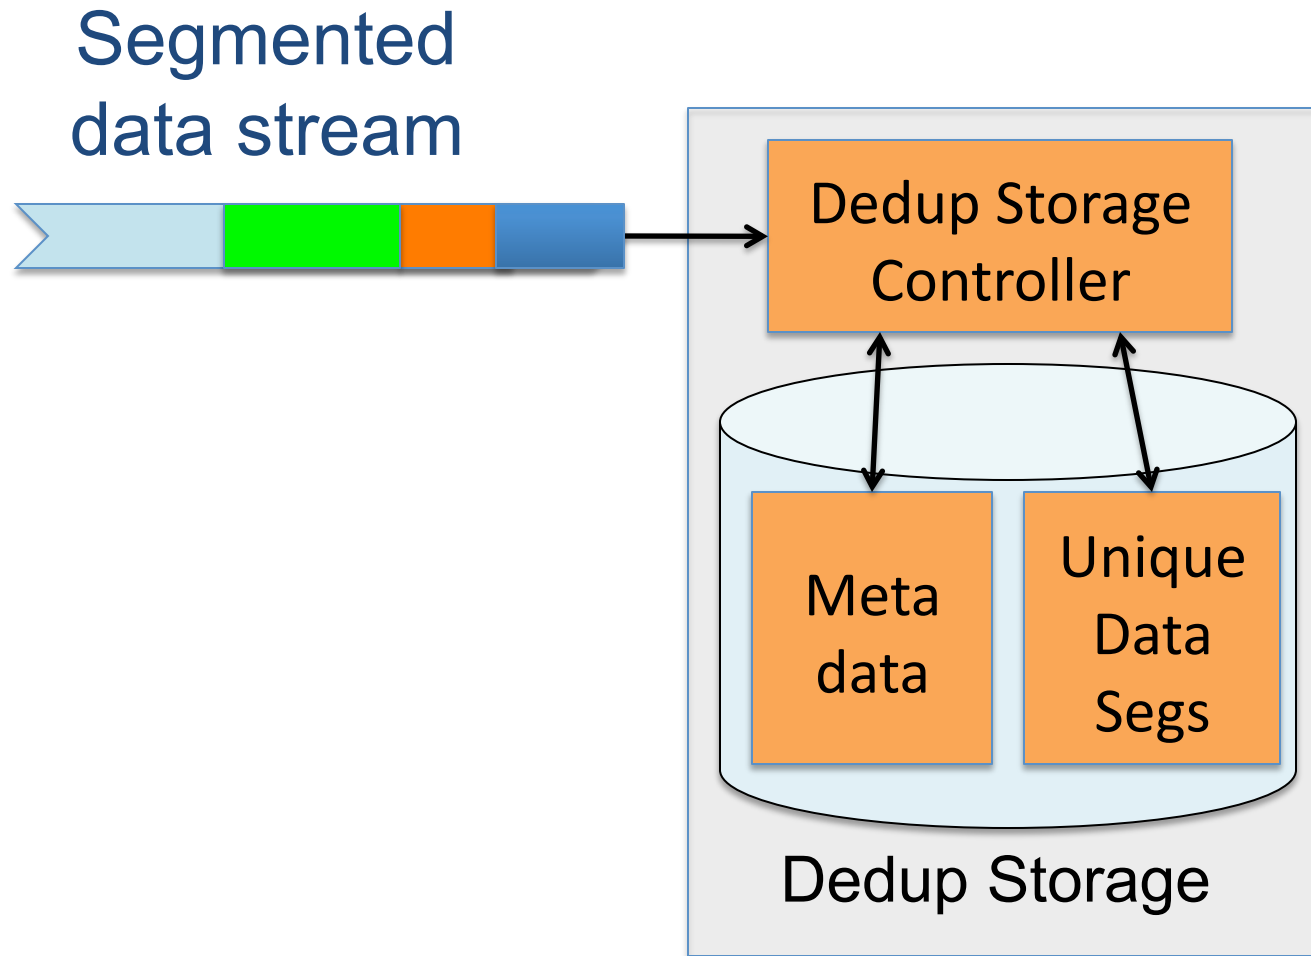 Segmented
data stream
Dedup Storage
Controller
Meta
data
Unique
Data
Segs
Dedup Storage